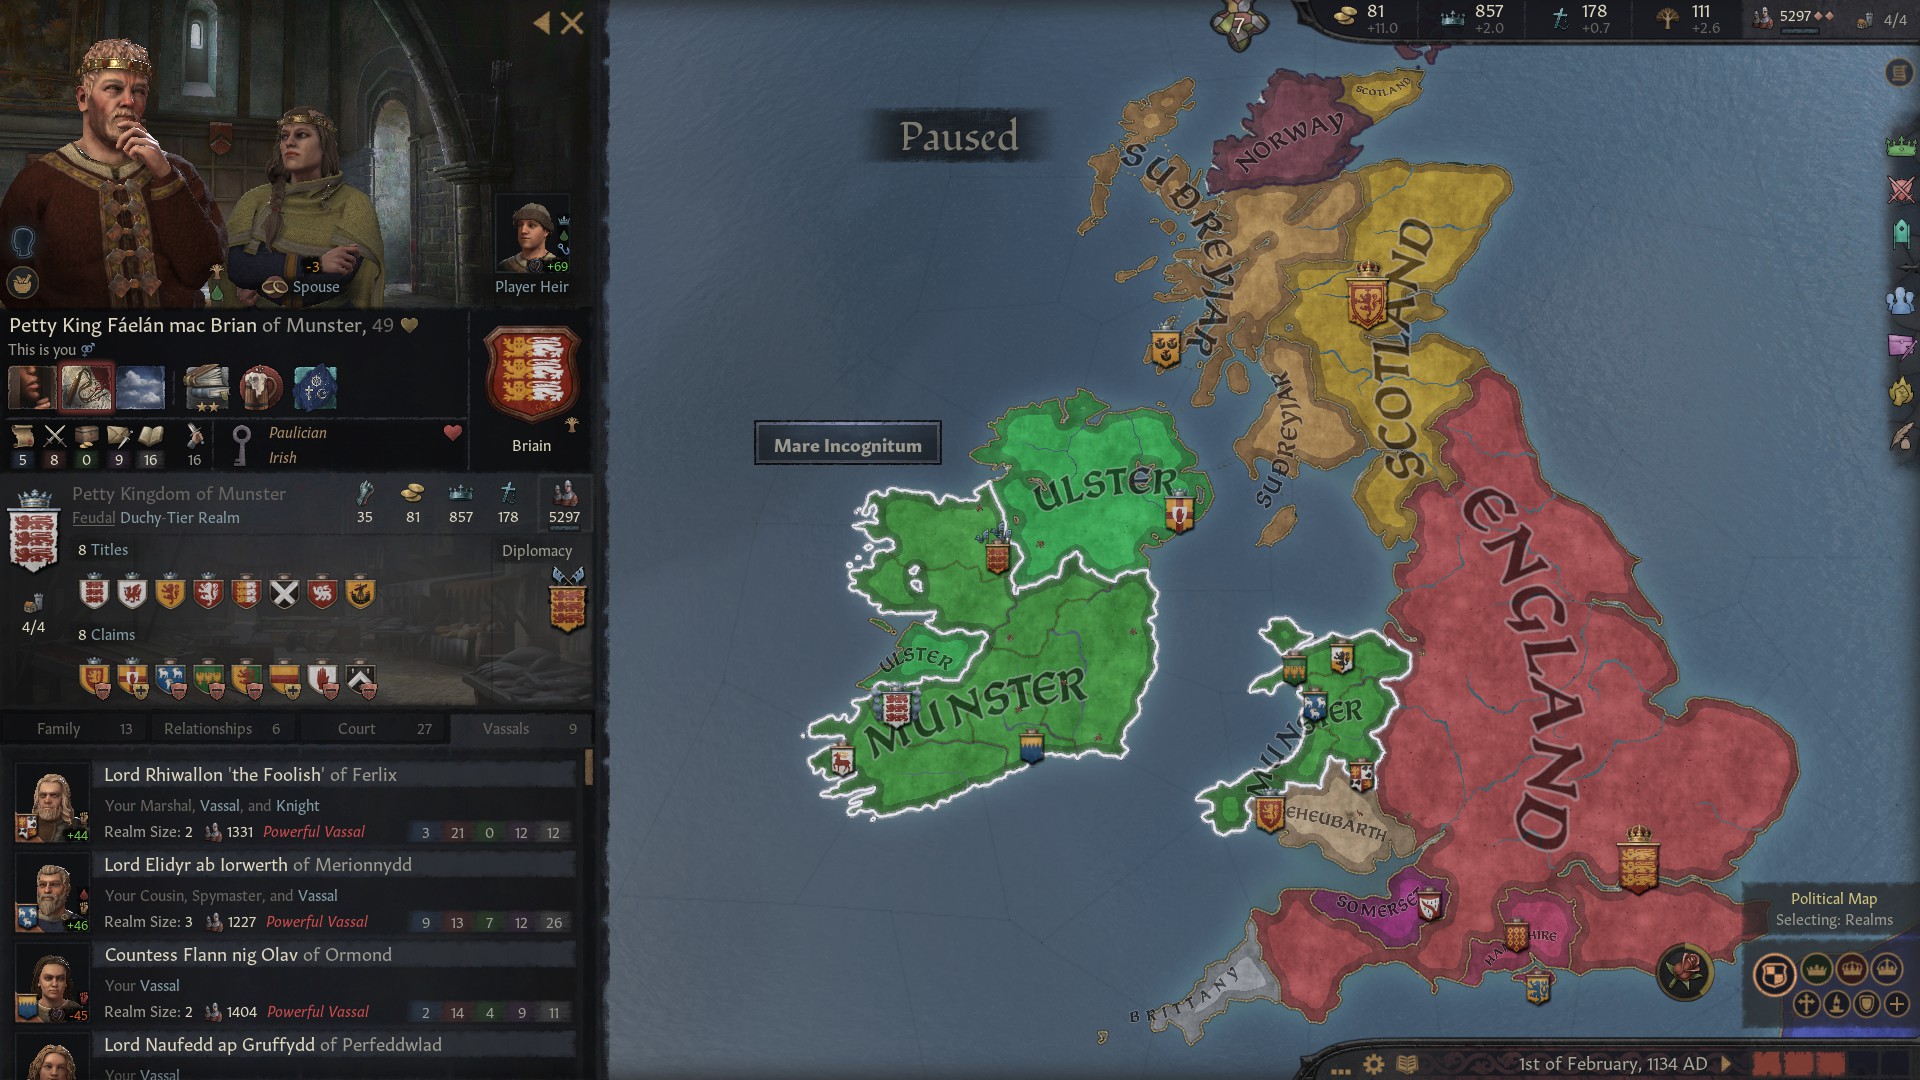 7
81
+11.0
857
+2.0
178
+0.7
111
+2.6
5297
4/4
Paused
-3
Spouse
+69
Player Heir
Petty King Fáelán mac Brian of Munster, 49
This is you
5 8 0 9 16 16
Paulician
Irish
Briain
Petty Kingdom of Munster
Feudal Duchy-Tier Realm
35 81 857 178 5297
8 Titles
Diplomacy
4/4
8 Claims
Family 13
Relationships 6
Court 27
Vassals 9
Lord Rhiwallon 'the Foolish' of Ferlix
Your Marshal, Vassal, and Knight
Realm Size: 2 1331 Powerful Vassal 3 21 0 12 12
+44
Lord Elidyr ab Iorwerth of Merionnydd
Your Cousin, Spymaster, and Vassal
Realm Size: 3 1227 Powerful Vassal 9 13 7 12 26
+46
Countess Flann nig Olav of Ormond
Your Vassal
Realm Size: 2 1404 Powerful Vassal 2 14 4 9 11
-45
Lord Naufedd ap Gruffydd of Perfeddwlad
Your Vassal
Mare Incognitum
SCOTLAND
NORWAY
SUÐREYJAR
SCOTLAND
SUÐREYJAR
ULSTER
ENGLAND
ULSTER
MUNSTER
MUNSTER
EHEUBARTH
SOMERSET
BRITTANY
Political Map
Selecting: Realms
1st of February, 1134 AD